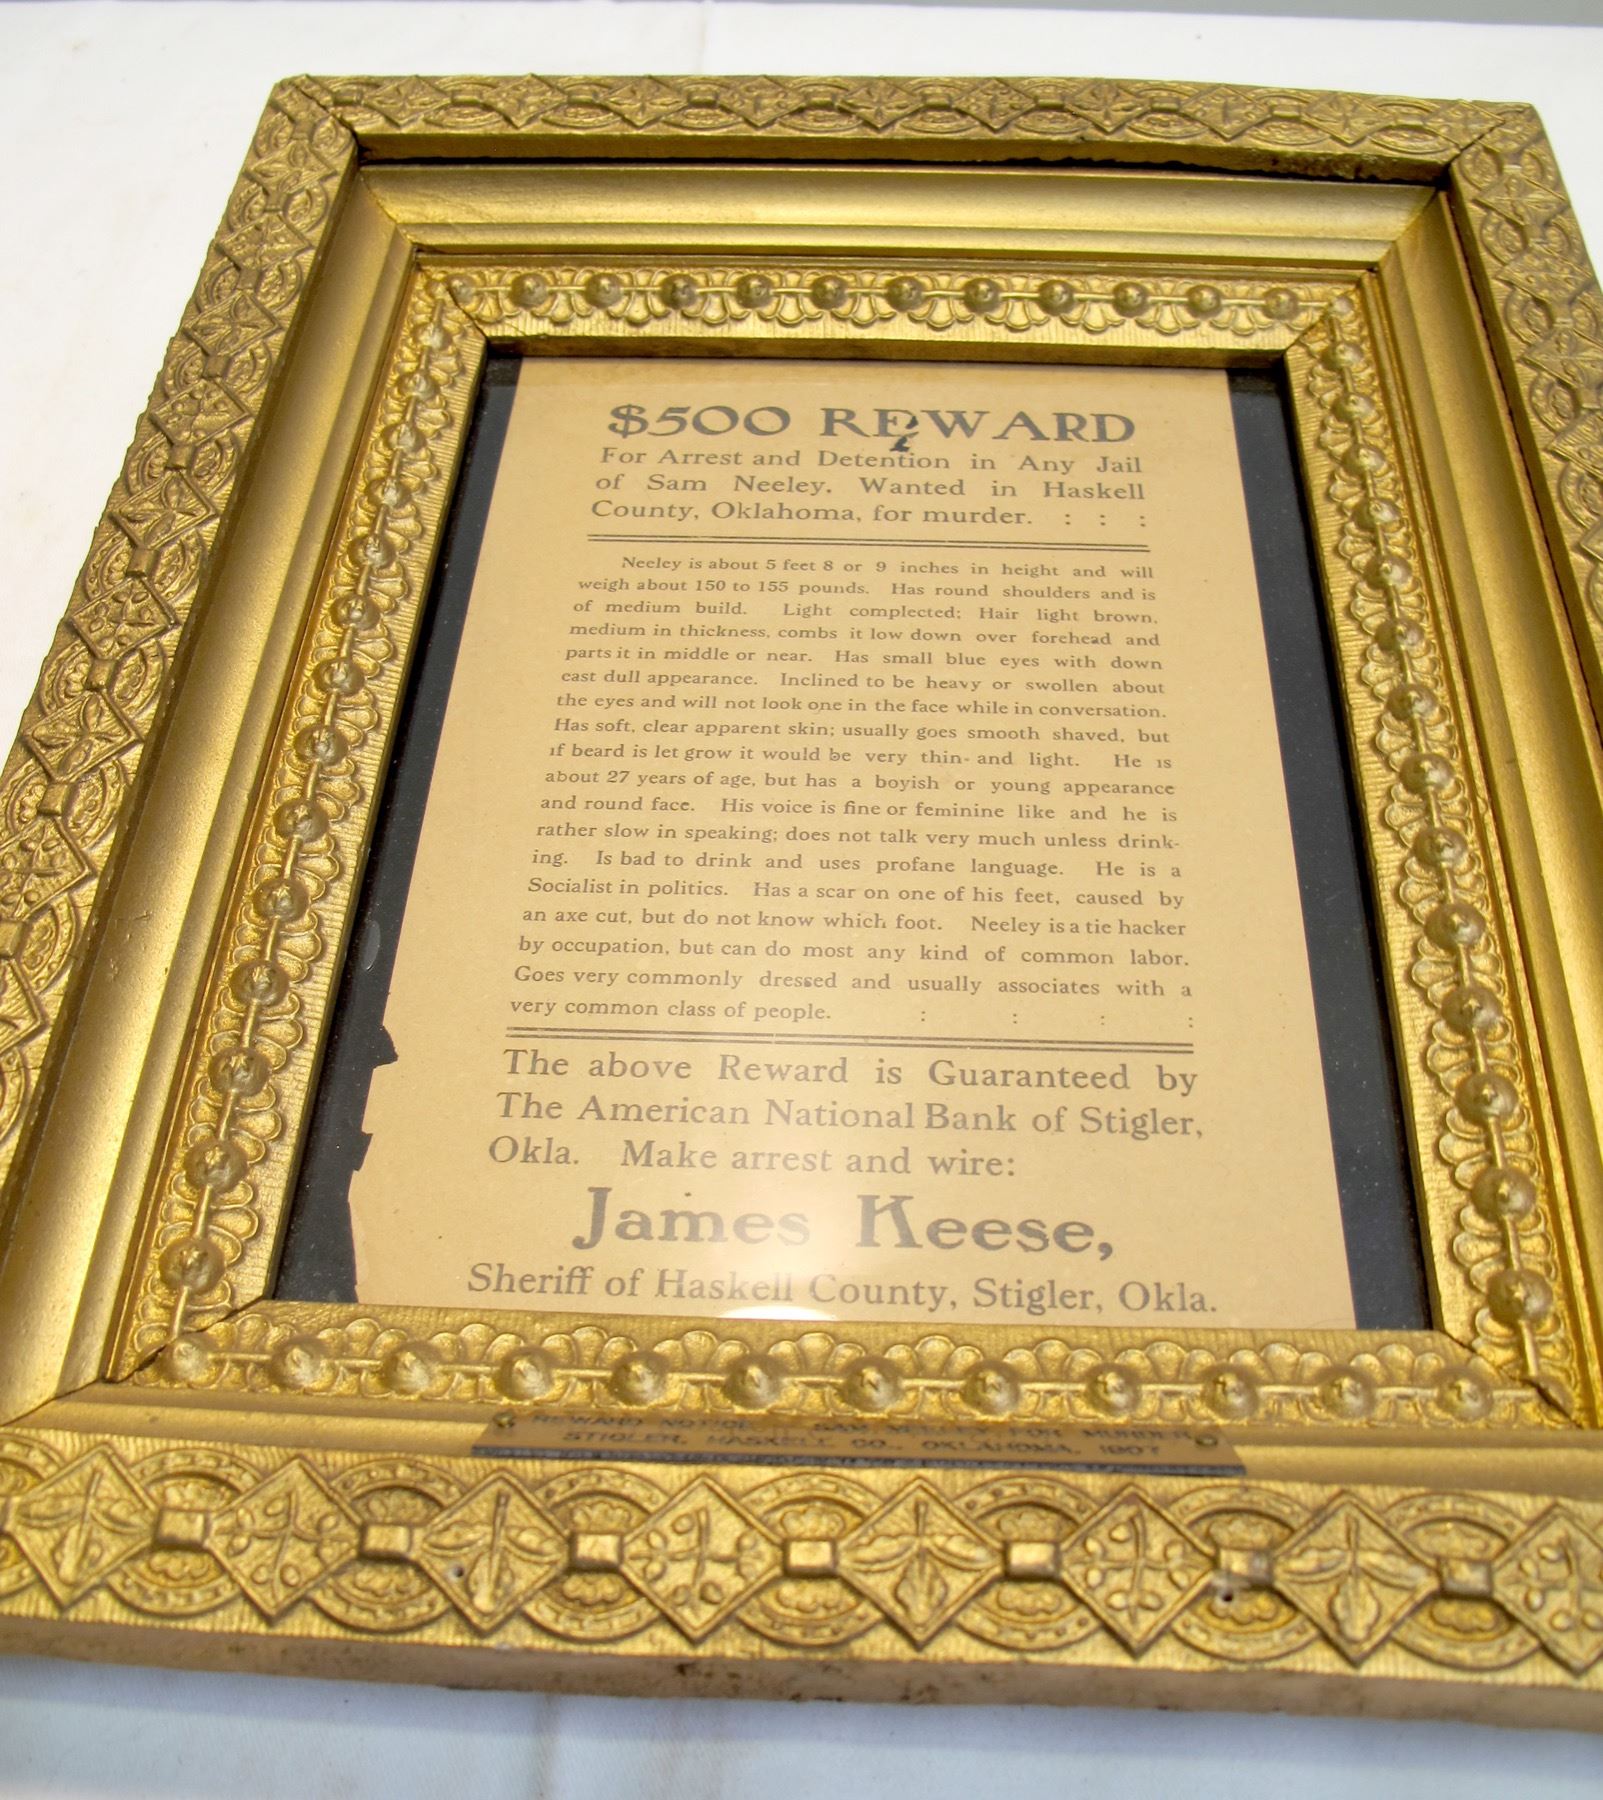 $500 REWARD
For Arrest and Detention in Any Jail
of Sam Neeley. Wanted in Haskell
County, Oklahoma, for murder. : : :
Neeley is about 5 feet 8 or 9 inches in height and will
weigh about 150 to 155 pounds. Has round shoulders and is
of medium build. Light complected; Hair light brown,
medium in thickness, combs it low down over forehead and
parts it in middle or near. Has small blue eyes with down
cast dull appearance. Inclined to be heavy or swollen about
the eyes and will not look one in the face while in conversation.
Has soft, clear apparent skin; usually goes smooth shaved, but
if beard is let grow it would be very thin- and light. He is
about 27 years of age, but has a boyish or young appearance
and round face. His voice is fine or feminine like and he is
rather slow in speaking; does not talk very much unless drink-
ing. Is bad to drink and uses profane language. He is a
Socialist in politics. Has a scar on one of his feet, caused by
an axe cut, but do not know which foot. Neeley is a tie hacker
by occupation, but can do most any kind of common labor.
Goes very commonly dressed and usually associates with a
very common class of people. : : : :
The above Reward is Guaranteed by
The American National Bank of Stigler,
Okla. Make arrest and wire:
James Keese,
Sheriff of Haskell County, Stigler, Okla.
REWARD NOTICE SAM NEELEY FOR MURDER
STIGLER, HASKELL CO., OKLAHOMA, 1907